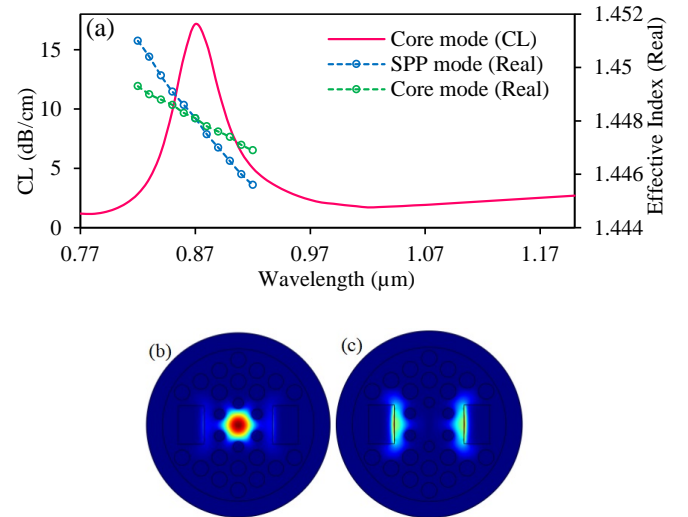 (a)
Core mode (CL)
SPP mode (Real)
Core mode (Real)
CL (dB/cm)
20
15
10
5
0
Effective Index (Real)
1.452
1.45
1.448
1.446
1.444
0.77
0.87
0.97
1.07
1.17
Wavelength (µm)
(b)
(c)